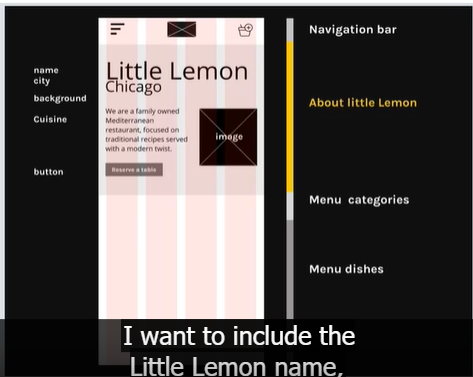 name
city
background
Cuisine
button
Little Lemon
Chicago
We are a family owned
Mediterranean
restaurant, focused on
traditional recipes served
with a modern twist.
image
Reserve a table
Navigation bar
About little Lemon
Menu categories
Menu dishes
I want to include the
Little Lemon name,